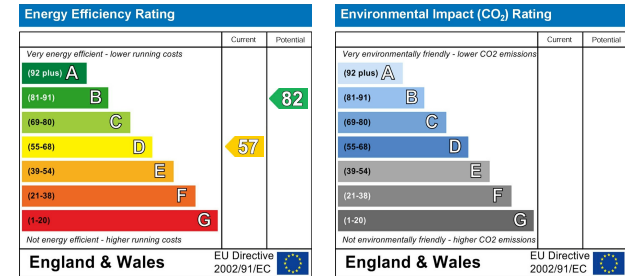 Energy Efficiency Rating
Current Potential
Very energy efficient - lower running costs
(92 plus) A
(81-91) B
82
(69-80) C
(55-68) D
57
(39-54) E
(21-38) F
(1-20) G
Not energy efficient - higher running costs
England & Wales
EU Directive
2002/91/EC
Environmental Impact (CO₂) Rating
Current Potential
Very environmentally friendly - lower CO2 emissions
(92 plus) A
(81-91) B
(69-80) C
(55-68) D
(39-54) E
(21-38) F
(1-20) G
Not environmentally friendly - higher CO2 emissions
England & Wales
EU Directive
2002/91/EC